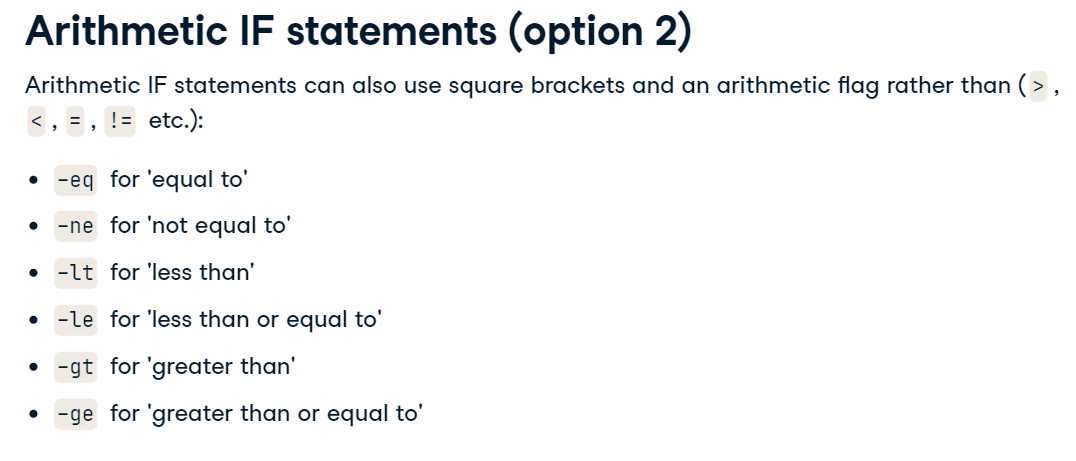 Arithmetic IF statements (option 2)
Arithmetic IF statements can also use square brackets and an arithmetic flag rather than ( > ,
< , = , != etc.):
• -eq for 'equal to'
• -ne for 'not equal to'
• -lt for 'less than'
• -le for 'less than or equal to'
• -gt for 'greater than'
• -ge for 'greater than or equal to'